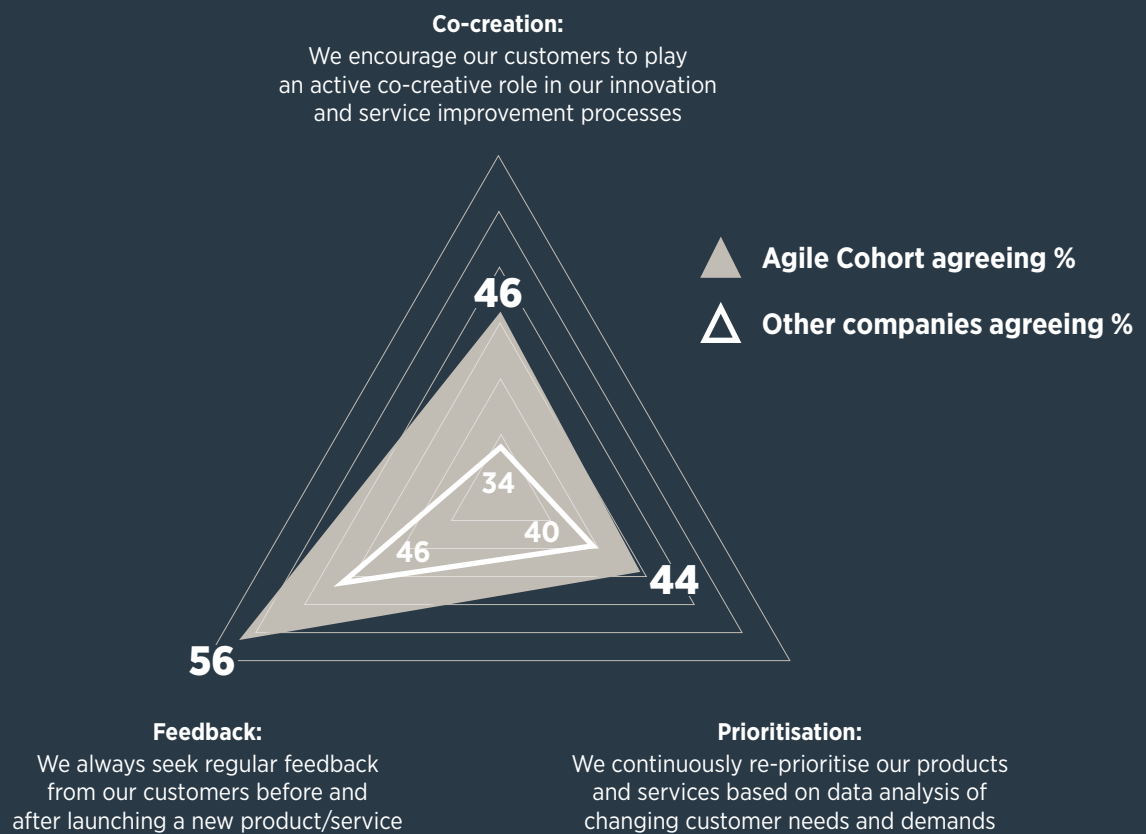 Co-creation:
We encourage our customers to play
an active co-creative role in our innovation
and service improvement processes
Agile Cohort agreeing %
Other companies agreeing %
46
34
40
46
44
56
Feedback:
We always seek regular feedback
from our customers before and
after launching a new product/service
Prioritisation:
We continuously re-prioritise our products
and services based on data analysis of
changing customer needs and demands